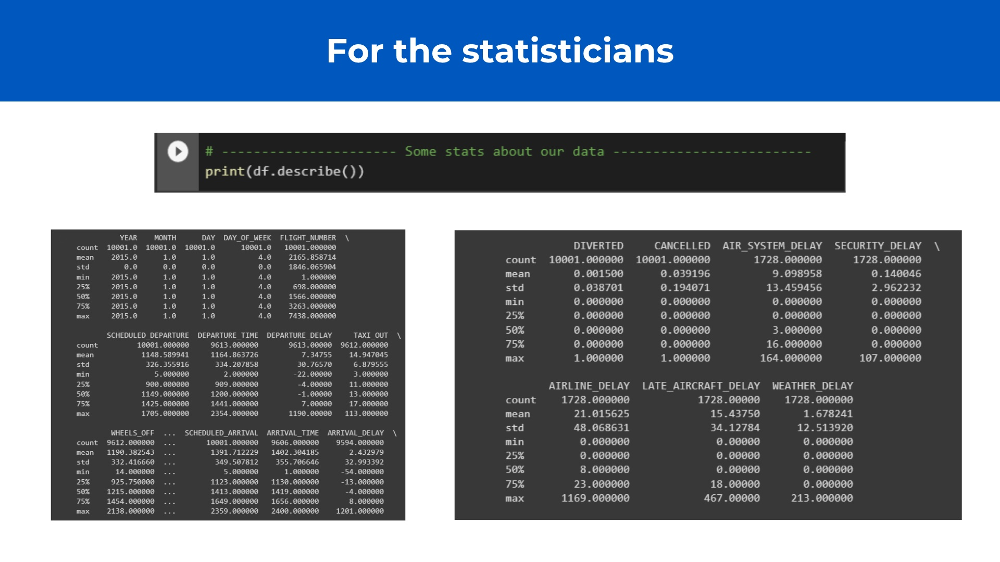 For the statisticians
# ---------------------- Some stats about our data -------------------------
print(df.describe())
YEAR MONTH DAY DAY_OF_WEEK FLIGHT_NUMBER \
count 10001.0 10001.0 10001.0 10001.0 10001.000000
mean 2015.0 1.0 1.0 4.0 2165.858714
std 0.0 0.0 0.0 0.0 1846.065904
min 2015.0 1.0 1.0 4.0 1.000000
25% 2015.0 1.0 1.0 4.0 698.000000
50% 2015.0 1.0 1.0 4.0 1566.000000
75% 2015.0 1.0 1.0 4.0 3263.000000
max 2015.0 1.0 1.0 4.0 7438.000000
SCHEDULED_DEPARTURE DEPARTURE_TIME DEPARTURE_DELAY TAXI_OUT \
count 10001.000000 9613.000000 9613.00000 9612.000000
mean 1148.589941 1164.863726 7.34755 14.947045
std 326.355916 334.207858 30.76570 6.879555
min 5.000000 2.000000 -22.00000 3.000000
25% 900.000000 909.000000 -4.00000 11.000000
50% 1149.000000 1200.000000 -1.00000 13.000000
75% 1425.000000 1441.000000 7.00000 17.000000
max 1705.000000 2354.000000 1190.00000 113.000000
WHEELS_OFF ... SCHEDULED_ARRIVAL ARRIVAL_TIME ARRIVAL_DELAY \
count 9612.000000 ... 10001.000000 9606.000000 9594.000000
mean 1190.382543 ... 1391.712229 1402.304185 2.432979
std 332.416660 ... 349.507812 355.706646 32.993392
min 14.000000 ... 5.000000 1.000000 -54.000000
25% 925.750000 ... 1123.000000 1130.000000 -13.000000
50% 1215.000000 ... 1413.000000 1419.000000 -4.000000
75% 1454.000000 ... 1649.000000 1656.000000 8.000000
max 2138.000000 ... 2359.000000 2400.000000 1201.000000
DIVERTED CANCELLED AIR_SYSTEM_DELAY SECURITY_DELAY \
count 10001.000000 10001.000000 1728.000000 1728.000000
mean 0.001500 0.039196 9.098958 0.140046
std 0.038701 0.194071 13.459456 2.962232
min 0.000000 0.000000 0.000000 0.000000
25% 0.000000 0.000000 0.000000 0.000000
50% 0.000000 0.000000 3.000000 0.000000
75% 0.000000 0.000000 16.000000 0.000000
max 1.000000 1.000000 164.000000 107.000000
AIRLINE_DELAY LATE_AIRCRAFT_DELAY WEATHER_DELAY
count 1728.000000 1728.00000 1728.000000
mean 21.015625 15.43750 1.678241
std 48.068631 34.12784 12.513920
min 0.000000 0.00000 0.000000
25% 0.000000 0.00000 0.000000
50% 8.000000 0.00000 0.000000
75% 23.000000 18.00000 0.000000
max 1169.000000 467.00000 213.000000